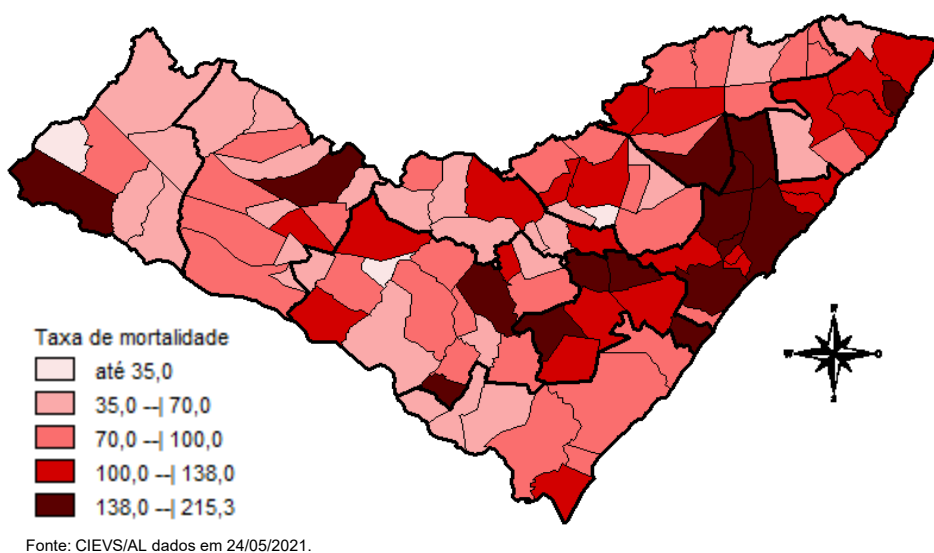 Taxa de mortalidade
até 35,0
35,0 --| 70,0
70,0 --| 100,0
100,0 --| 138,0
138,0 --| 215,3
Fonte: CIEVS/AL dados em 24/05/2021.